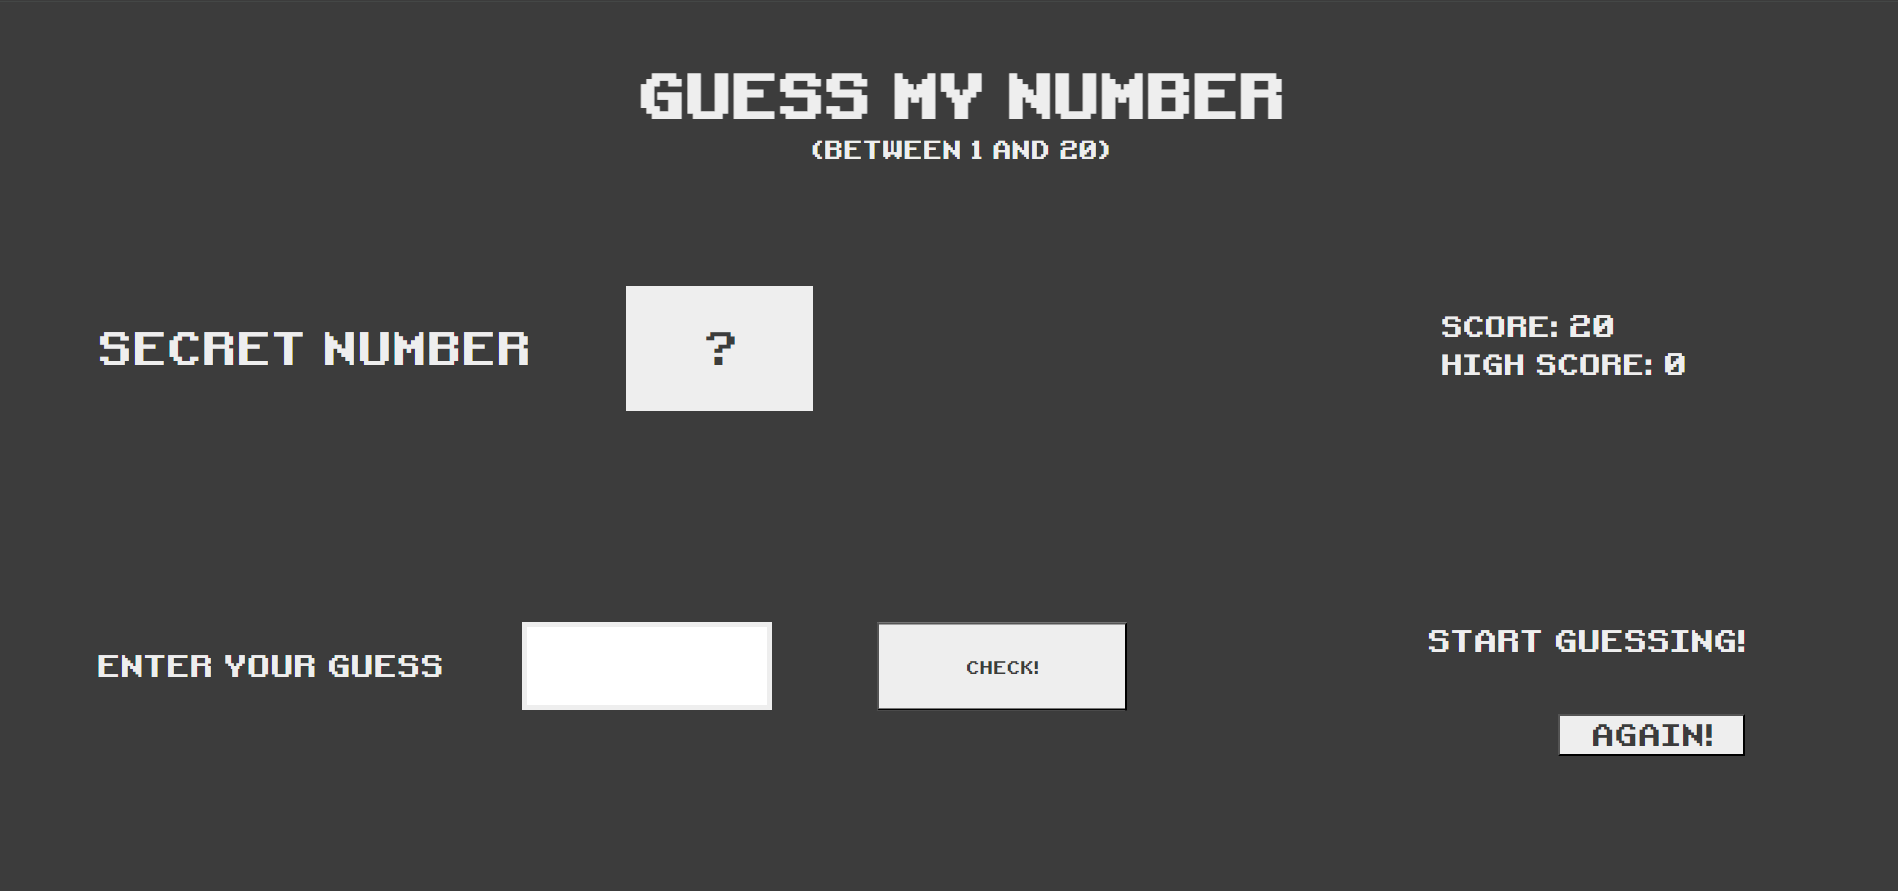 GUESS MY NUMBER
(BETWEEN 1 AND 20)
SECRET NUMBER
?
SCORE: 20
HIGH SCORE: 0
ENTER YOUR GUESS
CHECK!
START GUESSING!
AGAIN!